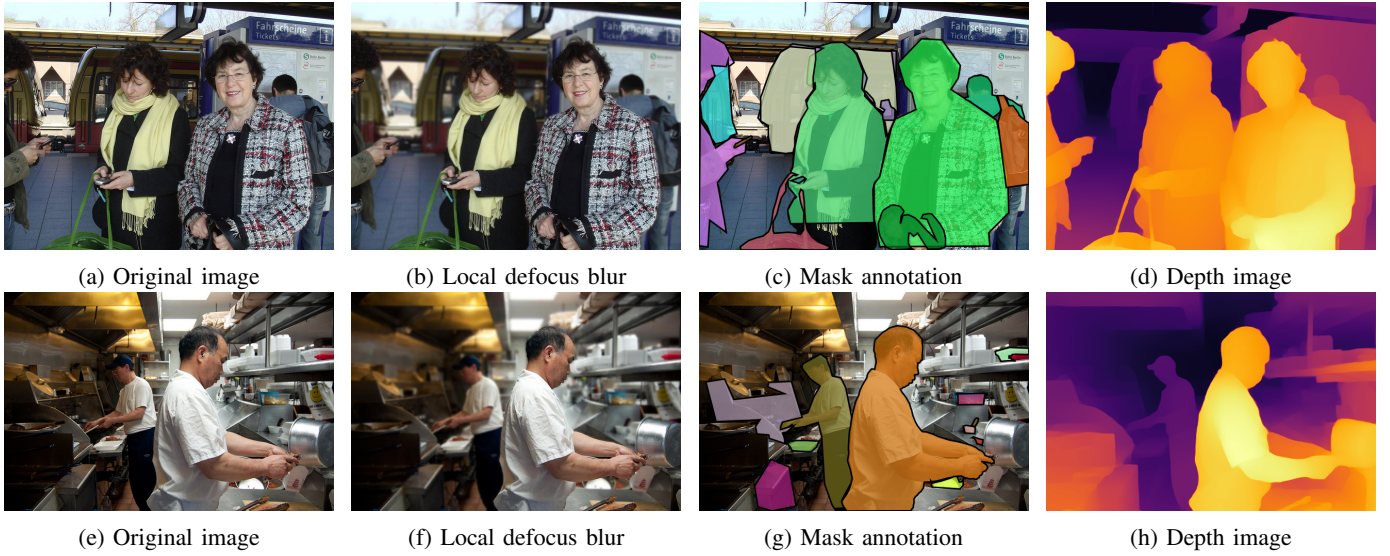 Fahrscheine
Tickets
i
Fahrscheine
Tickets
i
Fahrscheine
Tickets
i
(a) Original image
(b) Local defocus blur
(c) Mask annotation
(d) Depth image
(e) Original image
(f) Local defocus blur
(g) Mask annotation
(h) Depth image